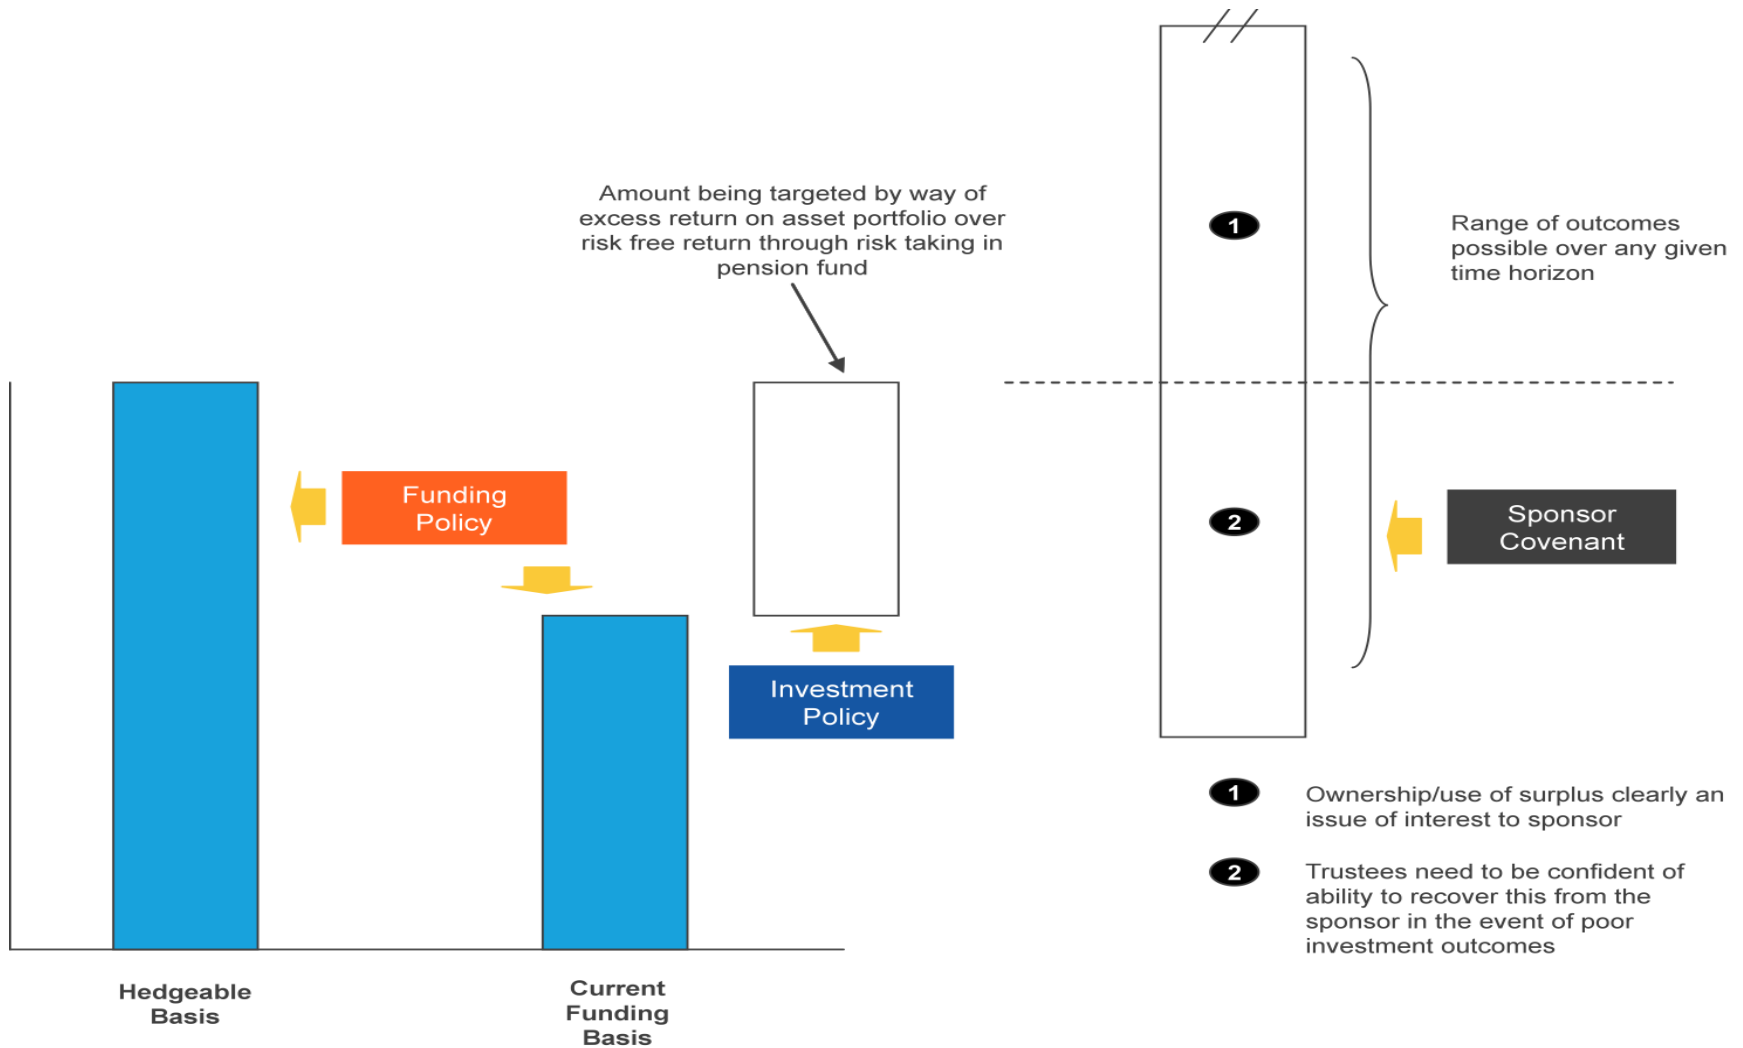 Amount being targeted by way of
excess return on asset portfolio over
risk free return through risk taking in
pension fund
1
Range of outcomes
possible over any given
time horizon
Funding
Policy
2
Sponsor
Covenant
Investment
Policy
1
Ownership/use of surplus clearly an
issue of interest to sponsor
2
Trustees need to be confident of
ability to recover this from the
sponsor in the event of poor
investment outcomes
Hedgeable
Basis
Current
Funding
Basis